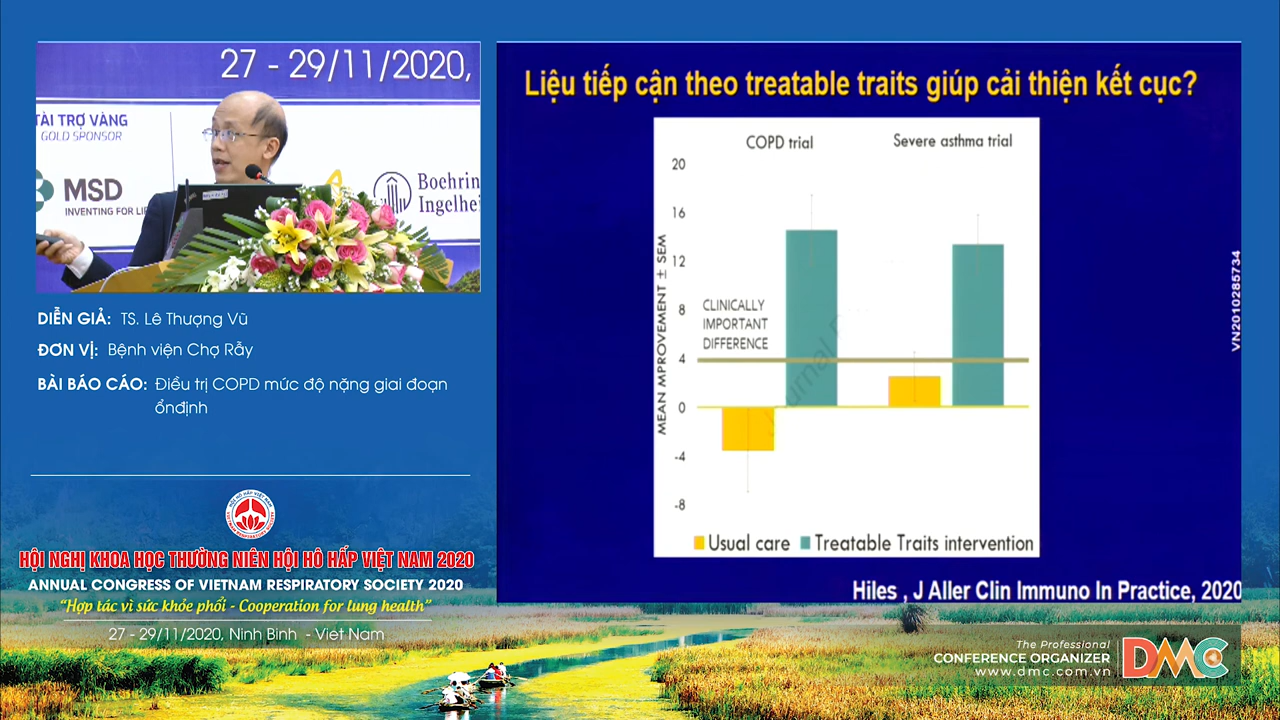 27 - 29/11/2020,
TÀI TRỢ VÀNG
GOLD SPONSOR
MSD
INVENTING FOR
Boehrin
Ingelhei
DIỄN GIẢ: TS. Lê Thượng Vũ
ĐƠN VỊ: Bệnh viện Chợ Rẫy
BÀI BÁO CÁO: Điều trị COPD mức độ nặng giai đoạn
ổnđịnh
HỘI NGHỊ KHOA HỌC THƯỜNG NIÊN HỘI HÔ HẤP VIỆT NAM 2020
ANNUAL CONGRESS OF VIETNAM RESPIRATORY SOCIETY 2020
“Hợp tác vì sức khỏe phổi - Cooperation for lung health”
27 - 29/11/2020, Ninh Binh - Viet Nam
Liệu tiếp cận theo treatable traits giúp cải thiện kết cục?
COPD trial
Severe asthma trial
20
16
12
8
4
0
-4
-8
MEAN MPROVEMENT ± SEM
CLINICALLY
IMPORTANT
DIFFERENCE
Usual care
Treatable Traits intervention
Hiles , J Aller Clin Immuno In Practice, 2020
VN2010285734
The Professional
CONFERENCE ORGANIZER
www.dmc.com.vn
DMC